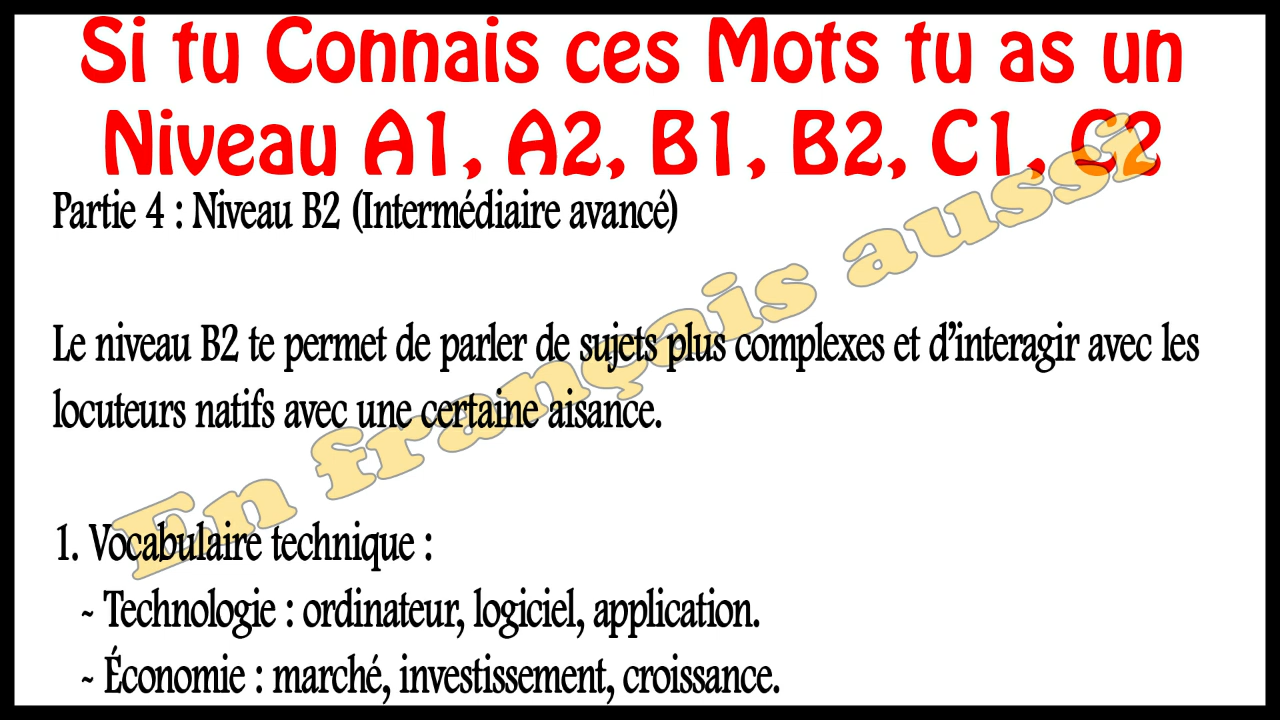 Si tu Connais ces Mots tu as un
Niveau A1, A2, B1, B2, C1, C2
Partie 4 : Niveau B2 (Intermédiaire avancé)
Le niveau B2 te permet de parler de sujets plus complexes et d’interagir avec les
locuteurs natifs avec une certaine aisance.
En français aussi
1. Vocabulaire technique :
~ Technologie : ordinateur, logiciel, application.
~ Économie : marché, investissement, croissance.